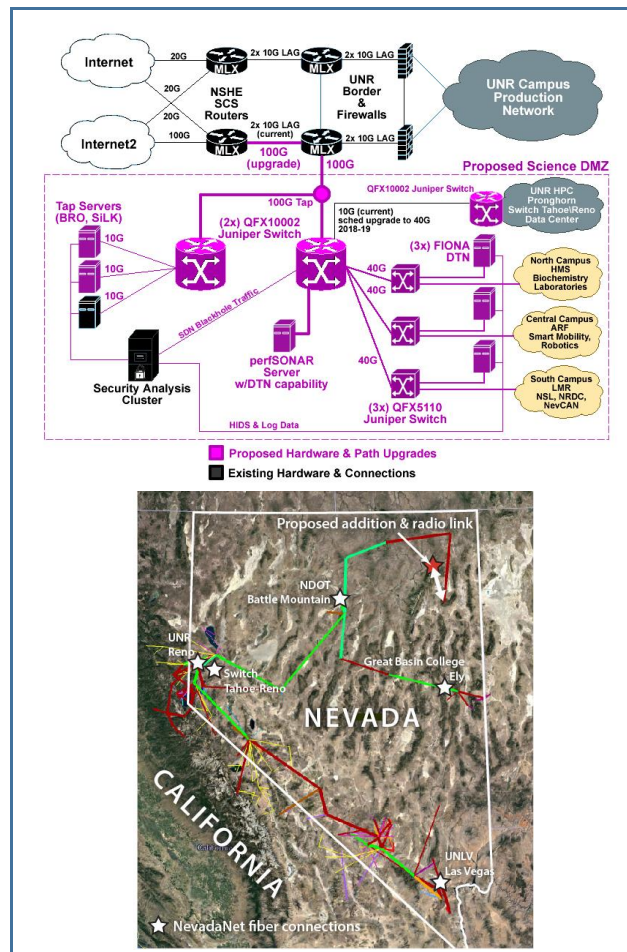 20G
2x 10G LAG
2x 10G LAG
Internet
MLX
MLX
20G
NSHE
SCS
Routers
UNR
Border
&
Firewalls
UNR Campus
Production
Network
20G
2x 10G LAG
(current)
2x 10G LAG
Internet2
100G
MLX
MLX
100G
(upgrade)
100G
Proposed Science DMZ
100G Tap
QFX10002 Juniper Switch
UNR HPC
Pronghorn
Switch Tahoe\Reno
Data Center
Tap Servers
(BRO, SiLK)
10G
10G
10G
(2x) QFX10002
Juniper Switch
10G (current)
sched upgrade to 40G
2018-19
(3x) FIONA
DTN
40G
40G
40G
North Campus
HMS
Biochemistry
Laboratories
Central Campus
ARF
Smart Mobility,
Robotics
South Campus
LMR
NSL, NRDC,
NevCAN
SDN Blackhole Traffic
perfSONAR
Server
w/DTN capability
Security Analysis
Cluster
(3x) QFX5110
Juniper Switch
HIDS & Log Data
Proposed Hardware & Path Upgrades
Existing Hardware & Connections
Proposed addition & radio link
NDOT
Battle Mountain
UNR
Reno
Switch
Tahoe-Reno
Great Basin College
Ely
NEVADA
CALIFORNIA
UNLV
Las Vegas
NevadaNet fiber connections